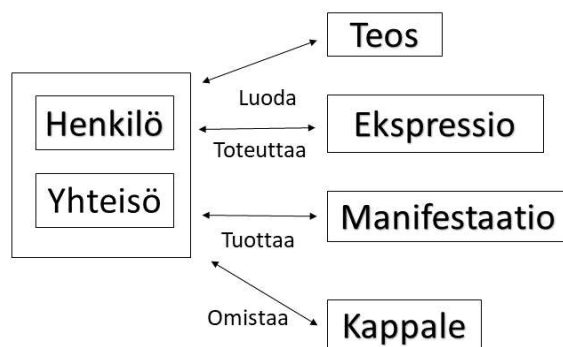 Teos
Luoda
Henkilö
Ekspressio
Toteuttaa
Yhteisö
Manifestaatio
Tuottaa
Omistaa
Kappale